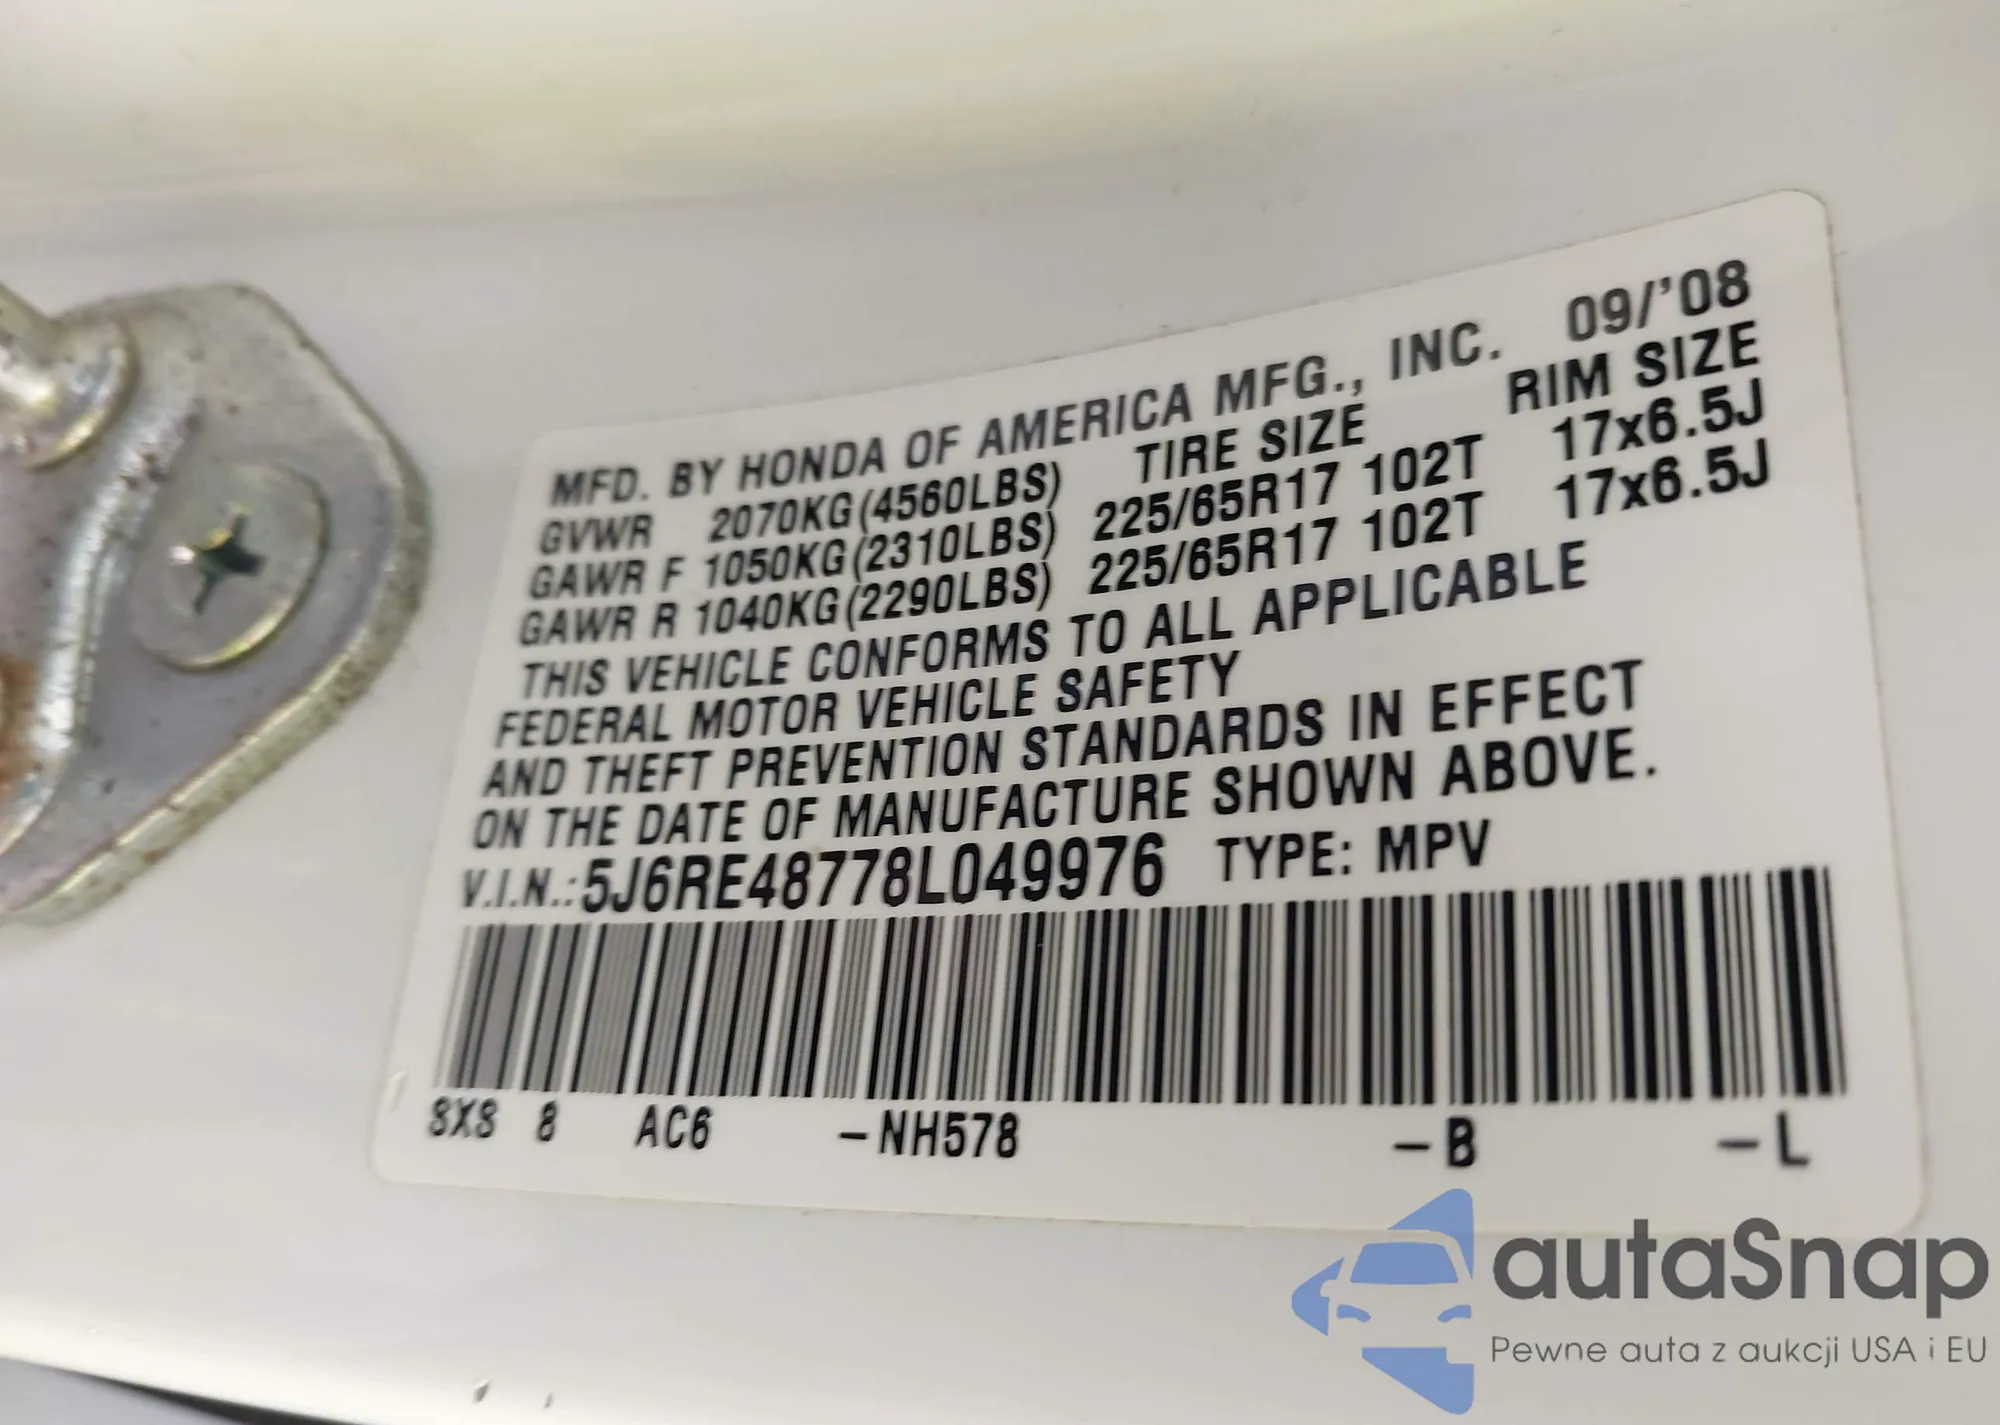 MFD. BY HONDA OF AMERICA MFG., INC. 09/'08
GVWR 2070KG(4560LBS) TIRE SIZE RIM SIZE
GAWR F 1050KG(2310LBS) 225/65R17 102T 17x6.5J
GAWR R 1040KG(2290LBS) 225/65R17 102T 17x6.5J
THIS VEHICLE CONFORMS TO ALL APPLICABLE
FEDERAL MOTOR VEHICLE SAFETY
AND THEFT PREVENTION STANDARDS IN EFFECT
ON THE DATE OF MANUFACTURE SHOWN ABOVE.
V.I.N.: 5J6RE48778L049976 TYPE: MPV
SXS 8 AC6 -NH578 -B -L
autaSnap
Pewne auta z aukcji USA i EU